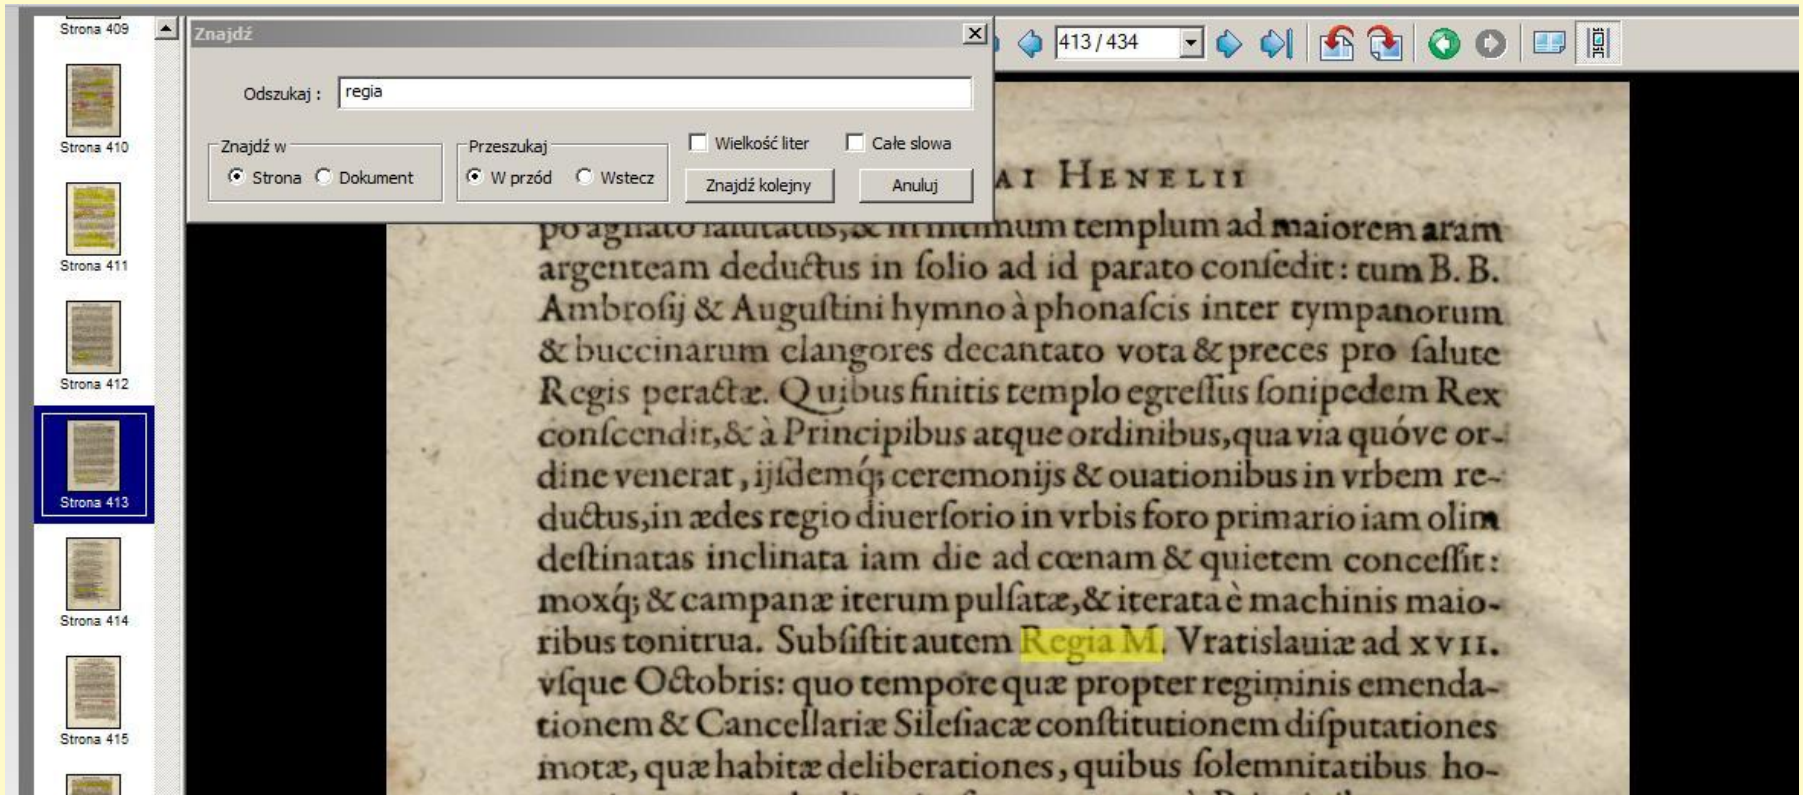 Strona 409
Strona 410
Strona 411
Strona 412
Strona 413
Strona 414
Strona 415
Znajdź
Odszukaj : regia
Znajdź w
Strona Dokument
Przeszukaj
W przód Wstecz
Wielkość liter Całe slowa
Znajdź kolejny Anuluj
413 / 434
AI HENELII
mum templum ad maiorem aram
argenteam deductus in ſolio ad id parato conſedit: cum B. B.
Ambroſij & Auguſtini hymno à phonaſcis inter tympanorum
& buccinarum clangores decantato vota & preces pro ſalute
Regis peractæ. Quibus finitis templo egreſſus ſonipedem Rex
conſcendit, & à Principibus atque ordinibus, qua via quóve or-
dine venerat, ijſdemq́; ceremonijs & ouationibus in vrbem re-
ductus, in ædes regio diuerſorio in vrbis foro primario iam olim
deſtinatas inclinata iam die ad cœnam & quietem conceſſit:
moxq́; & campanæ iterum pulſatæ, & iterata è machinis maio-
ribus tonitrua. Subſiſtit autem Regia M. Vratislauiæ ad XVII.
vſque Octobris: quo tempore quæ propter regiminis emenda-
tionem & Cancellariæ Sileſiacæ conſtitutionem diſputationes
motæ, quæ habitæ deliberationes, quibus ſolemnitatibus ho-